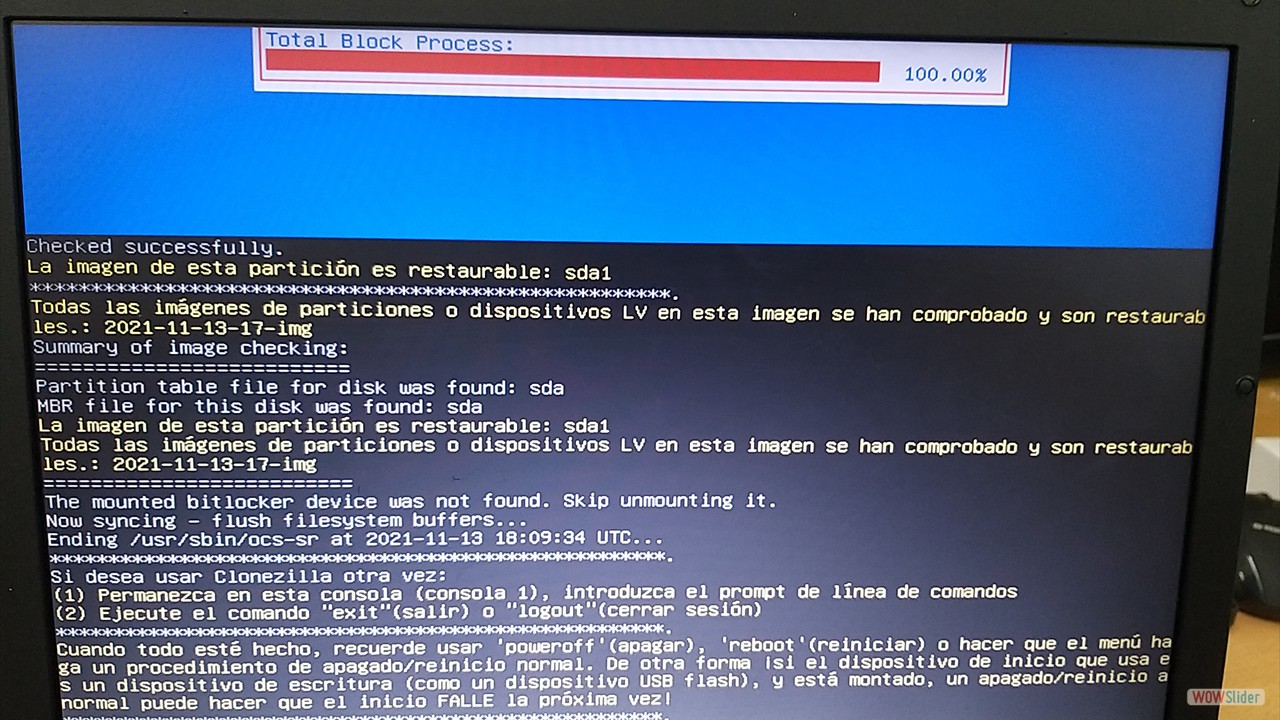 Total Block Process:
100.00%
Checked successfully.
La imagen de esta partición es restaurable: sda1
*****************************************************.
Todas las imágenes de particiones o dispositivos LV en esta imagen se han comprobado y son restaurab
les.: 2021-11-13-17-img
Summary of image checking:
===========================
Partition table file for disk was found: sda
MBR file for this disk was found: sda
La imagen de esta partición es restaurable: sda1
Todas las imágenes de particiones o dispositivos LV en esta imagen se han comprobado y son restaurab
les.: 2021-11-13-17-img
===========================
The mounted bitlocker device was not found. Skip unmounting it.
Now syncing - flush filesystem buffers...
Ending /usr/sbin/ocs-sr at 2021-11-13 18:09:34 UTC...
*****************************************************.
Si desea usar Clonezilla otra vez:
(1) Permanezca en esta consola (consola 1), introduzca el prompt de línea de comandos
(2) Ejecute el comando "exit"(salir) o "logout"(cerrar sesión)
*****************************************************.
Cuando todo esté hecho, recuerde usar 'poweroff'(apagar), 'reboot'(reiniciar) o hacer que el menú ha
ga un procedimiento de apagado/reinicio normal. De otra forma ¡si el dispositivo de inicio que usa e
s un dispositivo de escritura (como un dispositivo USB flash), y está montado, un apagado/reinicio a
normal puede hacer que el inicio FALLE la próxima vez!
*****************************************************.
WOWSlider